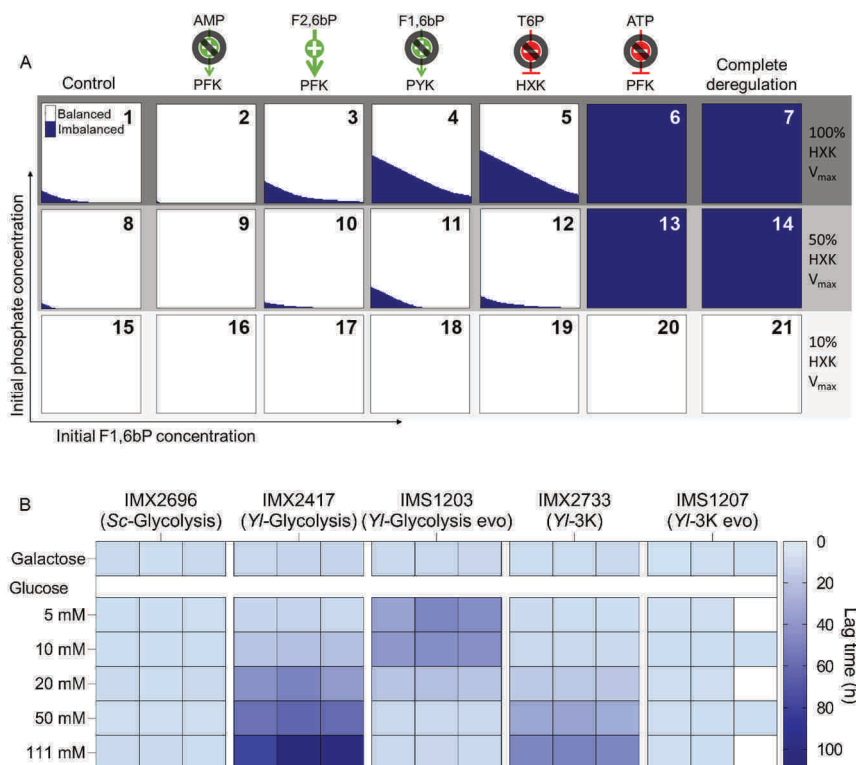 AMP F2,6bP F1,6bP T6P ATP
A
Control PFK PFK PYK HXK PFK Complete deregulation
Balanced
Imbalanced
1 2 3 4 5 6 7
100% HXK Vmax
8 9 10 11 12 13 14
50% HXK Vmax
15 16 17 18 19 20 21
10% HXK Vmax
Initial phosphate concentration
Initial F1,6bP concentration
B
IMX2696 IMX2417 IMS1203 IMX2733 IMS1207
(Sc-Glycolysis) (Yl-Glycolysis) (Yl-Glycolysis evo) (Yl-3K) (Yl-3K evo)
Galactose
Glucose
5 mM
10 mM
20 mM
50 mM
111 mM
0
20
40
60
80
100
Lag time (h)